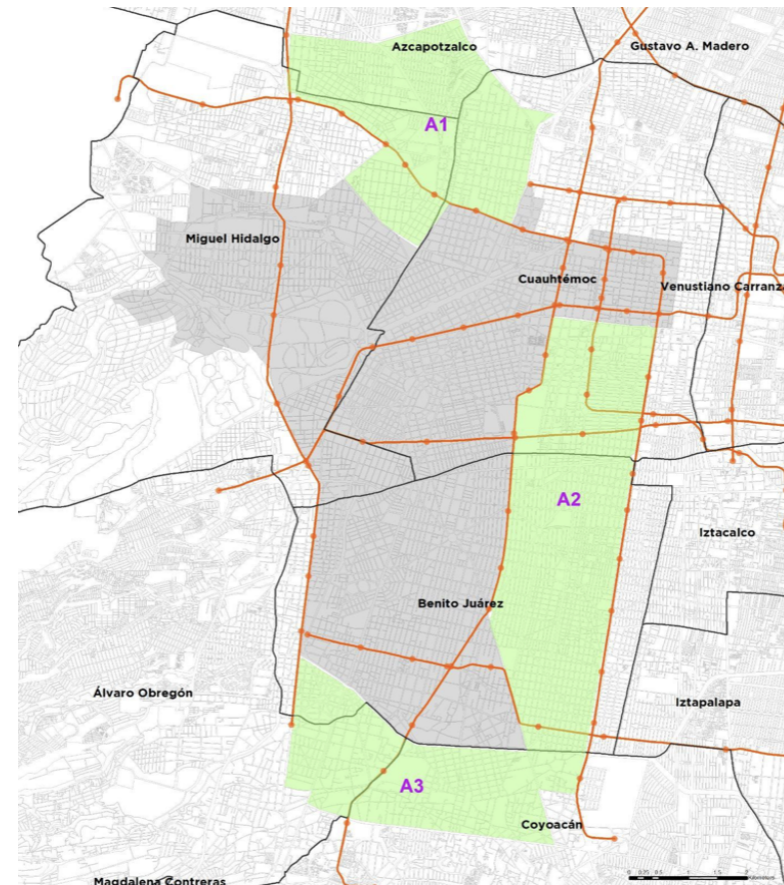 Azcapotzalco
Gustavo A. Madero
A1
Miguel Hidalgo
Cuauhtémoc
Venustiano Carranza
A2
Iztacalco
Benito Juárez
Álvaro Obregón
Iztapalapa
A3
Coyoacán
Magdalena Contreras